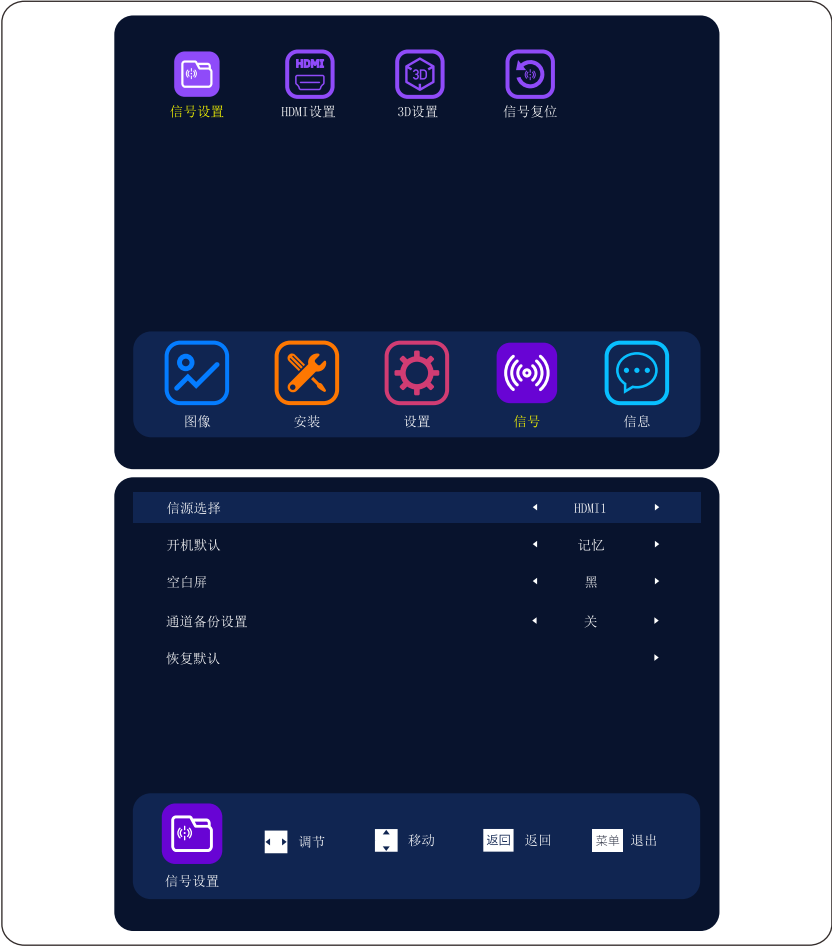 HDMI
3D
信号设置 HDMI设置 3D设置 信号复位
图像 安装 设置 信号 信息
信源选择 HDMI1
开机默认 记忆
空白屏 黑
通道备份设置 关
恢复默认
调节 移动 返回 返回 菜单 退出
信号设置